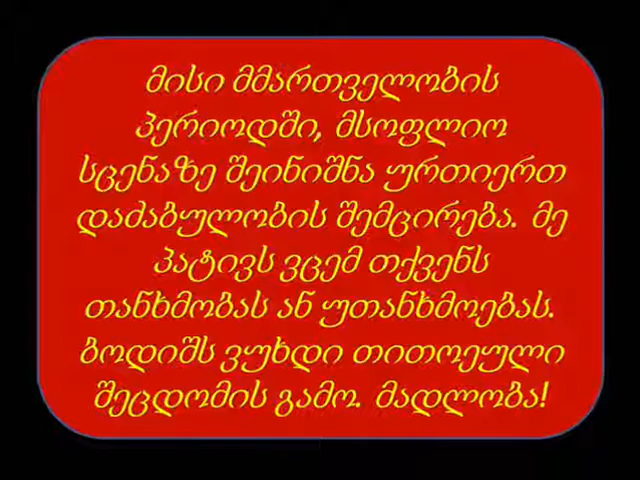 მისი მმართველობის
პერიოდში, მსოფლიო
სცენაზე შეინიშნა ურთიერთ
დაძაბულობის შემცირება. მე
პატივს ვცემ თქვენს
თანხმობას ან უთანხმოებას.
ბოდიშს ვუხდი თითოეული
შეცდომის გამო. მადლობა!